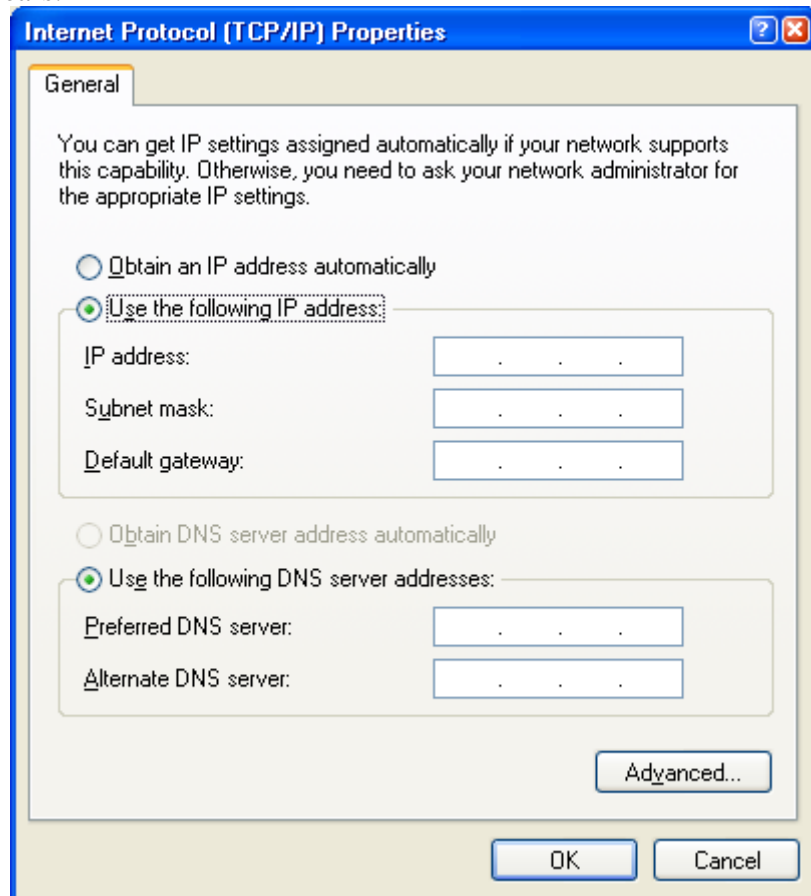 Internet Protocol (TCP/IP) Properties
General
You can get IP settings assigned automatically if your network supports
this capability. Otherwise, you need to ask your network administrator for
the appropriate IP settings.
Obtain an IP address automatically
Use the following IP address:
IP address:
. . .
Subnet mask:
. . .
Default gateway:
. . .
Obtain DNS server address automatically
Use the following DNS server addresses:
Preferred DNS server:
. . .
Alternate DNS server:
. . .
Advanced...
OK Cancel